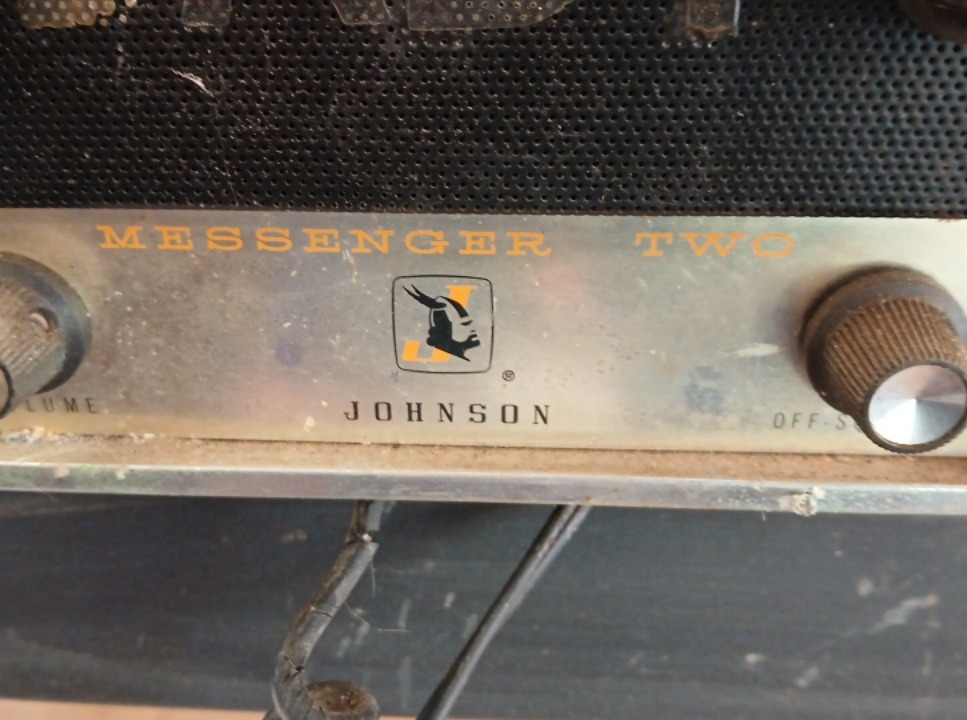 MESSENGER TWO
J
®
JOHNSON